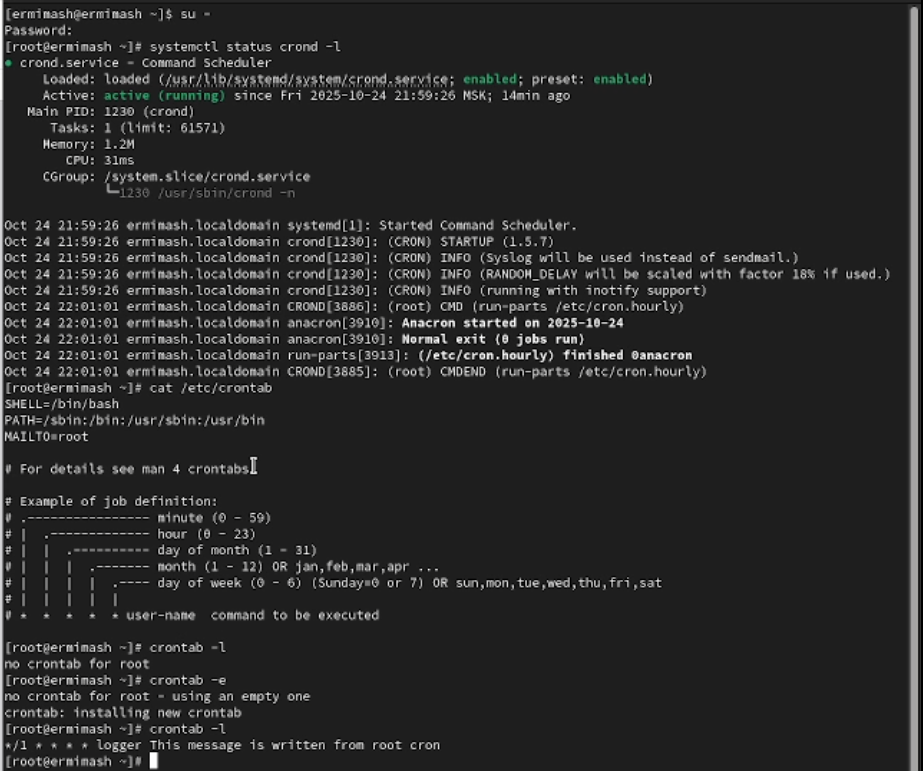 [ermimash@ermimash ~]$ su -
Password:
[root@ermimash ~]# systemctl status crond -l
● crond.service - Command Scheduler
     Loaded: loaded (/usr/lib/systemd/system/crond.service; enabled; preset: enabled)
     Active: active (running) since Fri 2025-10-24 21:59:26 MSK; 14min ago
   Main PID: 1230 (crond)
      Tasks: 1 (limit: 61571)
     Memory: 1.2M
        CPU: 31ms
     CGroup: /system.slice/crond.service
             └─1230 /usr/sbin/crond -n

Oct 24 21:59:26 ermimash.localdomain systemd[1]: Started Command Scheduler.
Oct 24 21:59:26 ermimash.localdomain crond[1230]: (CRON) STARTUP (1.5.7)
Oct 24 21:59:26 ermimash.localdomain crond[1230]: (CRON) INFO (Syslog will be used instead of sendmail.)
Oct 24 21:59:26 ermimash.localdomain crond[1230]: (CRON) INFO (RANDOM_DELAY will be scaled with factor 18% if used.)
Oct 24 21:59:26 ermimash.localdomain crond[1230]: (CRON) INFO (running with inotify support)
Oct 24 22:01:01 ermimash.localdomain CROND[3886]: (root) CMD (run-parts /etc/cron.hourly)
Oct 24 22:01:01 ermimash.localdomain anacron[3910]: Anacron started on 2025-10-24
Oct 24 22:01:01 ermimash.localdomain anacron[3910]: Normal exit (0 jobs run)
Oct 24 22:01:01 ermimash.localdomain run-parts[3913]: (/etc/cron.hourly) finished 0anacron
Oct 24 22:01:01 ermimash.localdomain CROND[3885]: (root) CMDEND (run-parts /etc/cron.hourly)
[root@ermimash ~]# cat /etc/crontab
SHELL=/bin/bash
PATH=/sbin:/bin:/usr/sbin:/usr/bin
MAILTO=root

# For details see man 4 crontabs

# Example of job definition:
# .---------------- minute (0 - 59)
# |  .------------- hour (0 - 23)
# |  |  .---------- day of month (1 - 31)
# |  |  |  .------- month (1 - 12) OR jan,feb,mar,apr ...
# |  |  |  |  .---- day of week (0 - 6) (Sunday=0 or 7) OR sun,mon,tue,wed,thu,fri,sat
# |  |  |  |  |
# *  *  *  *  * user-name  command to be executed

[root@ermimash ~]# crontab -l
no crontab for root
[root@ermimash ~]# crontab -e
no crontab for root - using an empty one
crontab: installing new crontab
[root@ermimash ~]# crontab -l
*/1 * * * * logger This message is written from root cron
[root@ermimash ~]#